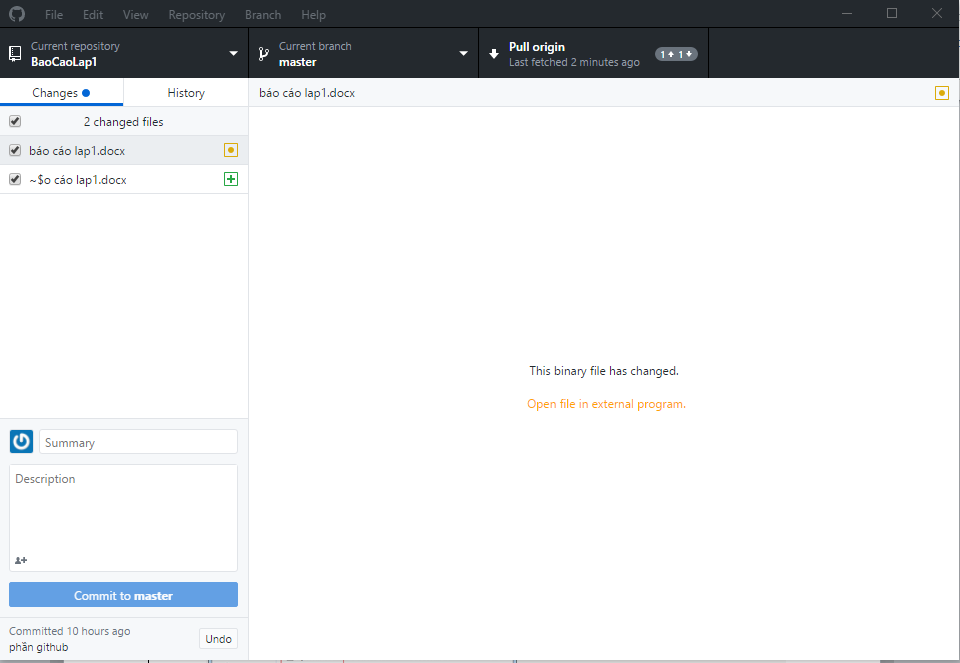 File Edit View Repository Branch Help
Current repository
BaoCaoLap1
Current branch
master
Pull origin
Last fetched 2 minutes ago
1 1
Changes
History
2 changed files
báo cáo lap1.docx
~$o cáo lap1.docx
báo cáo lap1.docx
This binary file has changed.
Open file in external program.
Summary
Description
Commit to master
Committed 10 hours ago
phần github
Undo